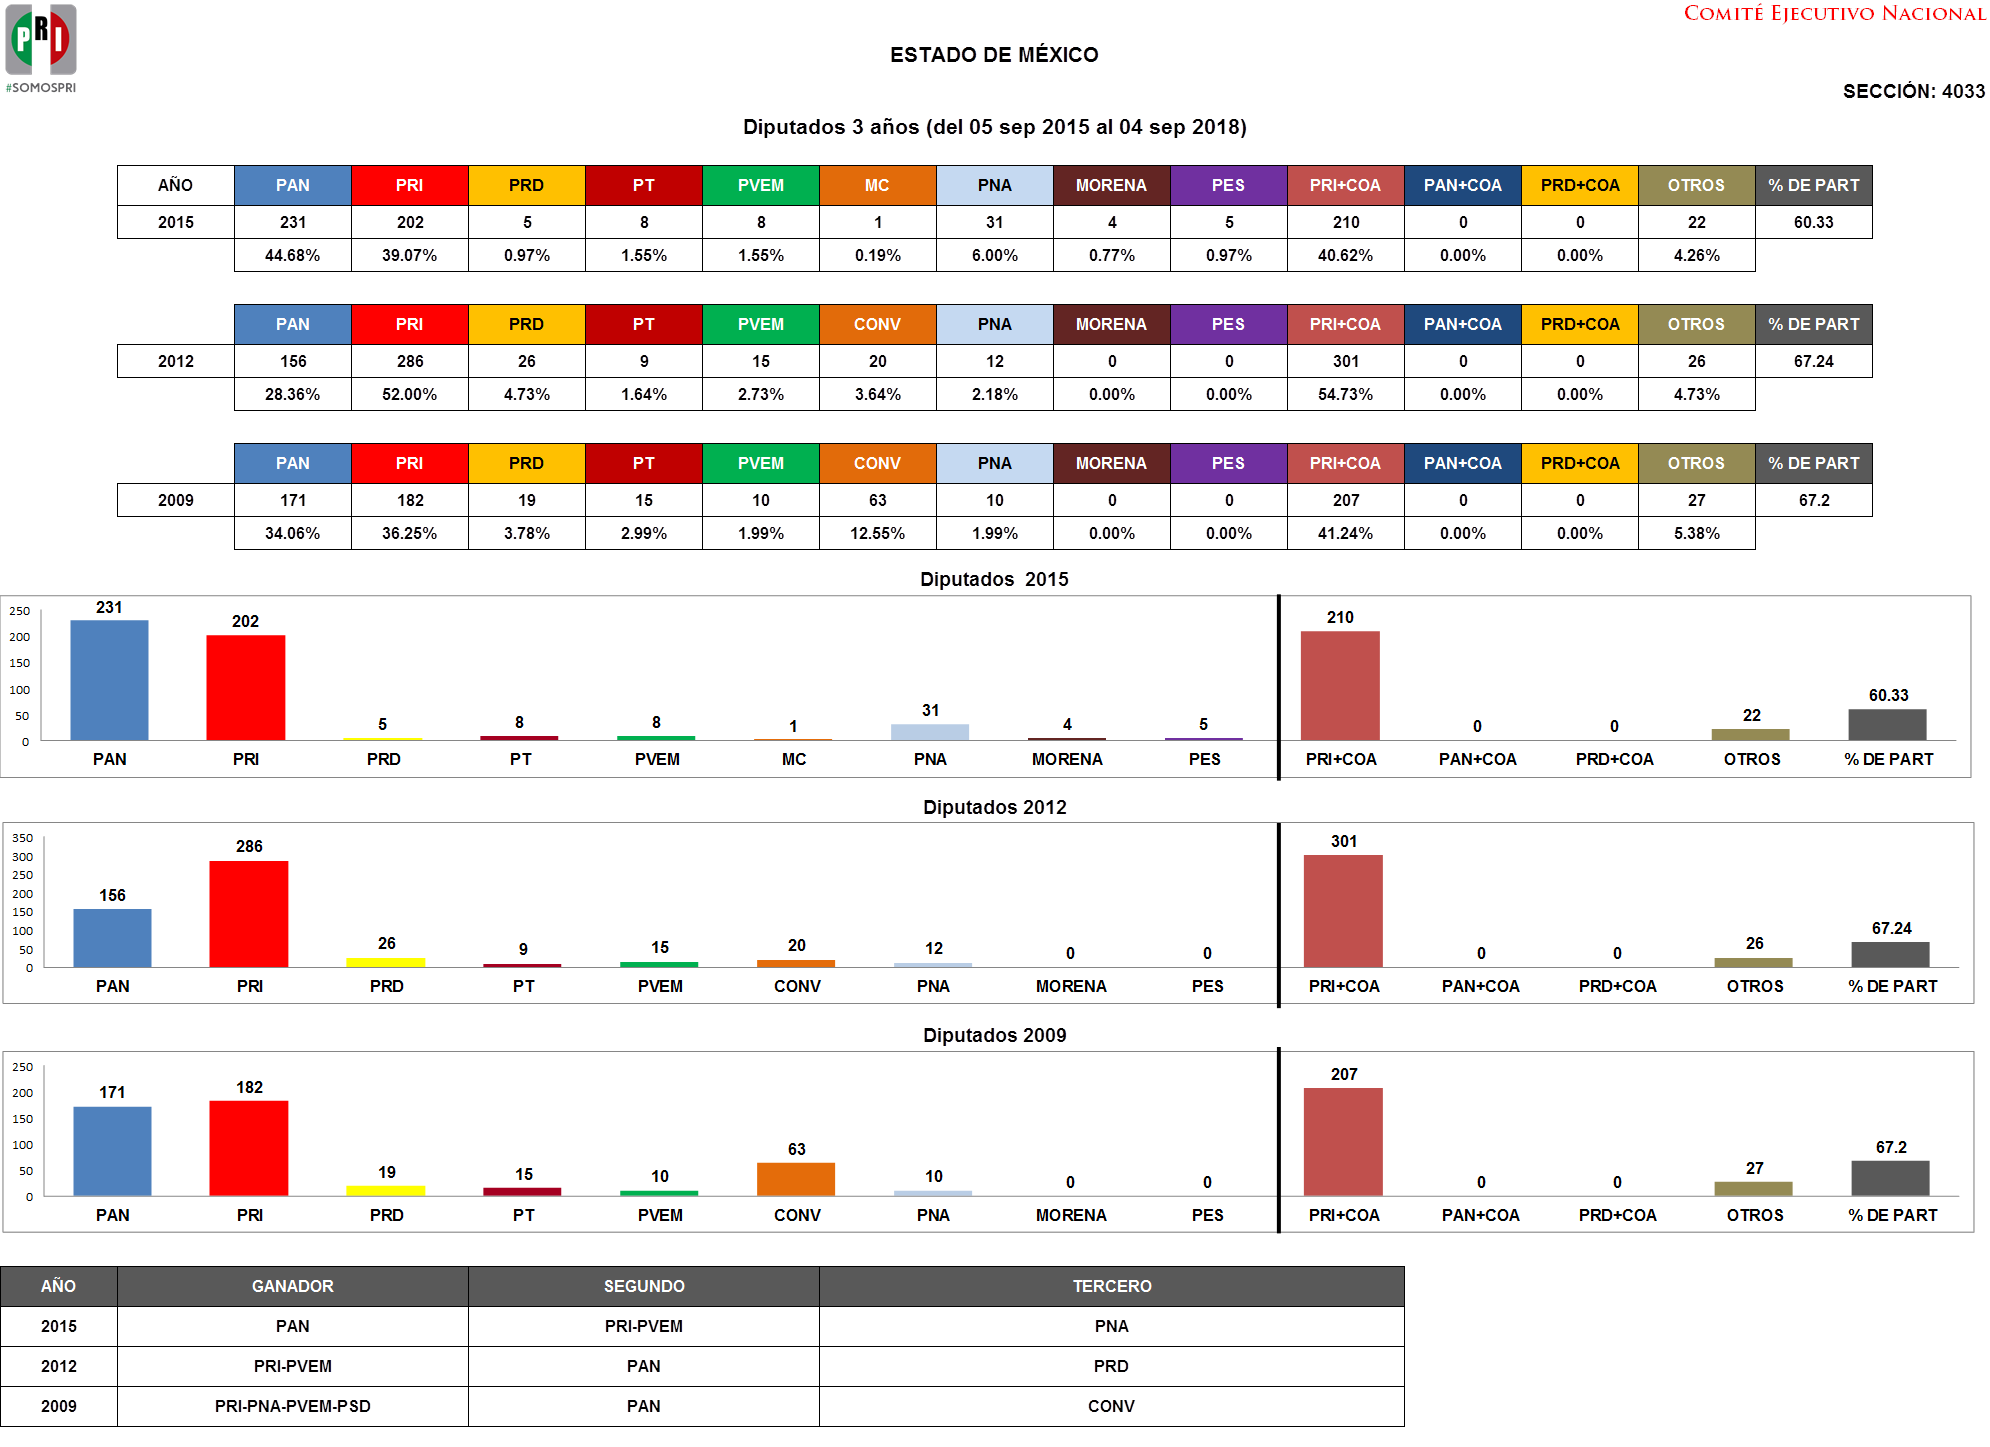 PRI
#SOMOSPRI
COMITÉ EJECUTIVO NACIONAL
ESTADO DE MÉXICO
SECCIÓN: 4033
Diputados 3 años (del 05 sep 2015 al 04 sep 2018)
AÑO PAN PRI PRD PT PVEM MC PNA MORENA PES PRI+COA PAN+COA PRD+COA OTROS % DE PART
2015 231 202 5 8 8 1 31 4 5 210 0 0 22 60.33
44.68% 39.07% 0.97% 1.55% 1.55% 0.19% 6.00% 0.77% 0.97% 40.62% 0.00% 0.00% 4.26%
PAN PRI PRD PT PVEM CONV PNA MORENA PES PRI+COA PAN+COA PRD+COA OTROS % DE PART
2012 156 286 26 9 15 20 12 0 0 301 0 0 26 67.24
28.36% 52.00% 4.73% 1.64% 2.73% 3.64% 2.18% 0.00% 0.00% 54.73% 0.00% 0.00% 4.73%
PAN PRI PRD PT PVEM CONV PNA MORENA PES PRI+COA PAN+COA PRD+COA OTROS % DE PART
2009 171 182 19 15 10 63 10 0 0 207 0 0 27 67.2
34.06% 36.25% 3.78% 2.99% 1.99% 12.55% 1.99% 0.00% 0.00% 41.24% 0.00% 0.00% 5.38%
Diputados 2015
250
200
150
100
50
0
231 202 5 8 8 1 31 4 5 210 0 0 22 60.33
PAN PRI PRD PT PVEM MC PNA MORENA PES PRI+COA PAN+COA PRD+COA OTROS % DE PART
Diputados 2012
350
300
250
200
150
100
50
0
156 286 26 9 15 20 12 0 0 301 0 0 26 67.24
PAN PRI PRD PT PVEM CONV PNA MORENA PES PRI+COA PAN+COA PRD+COA OTROS % DE PART
Diputados 2009
250
200
150
100
50
0
171 182 19 15 10 63 10 0 0 207 0 0 27 67.2
PAN PRI PRD PT PVEM CONV PNA MORENA PES PRI+COA PAN+COA PRD+COA OTROS % DE PART
AÑO GANADOR SEGUNDO TERCERO
2015 PAN PRI-PVEM PNA
2012 PRI-PVEM PAN PRD
2009 PRI-PNA-PVEM-PSD PAN CONV